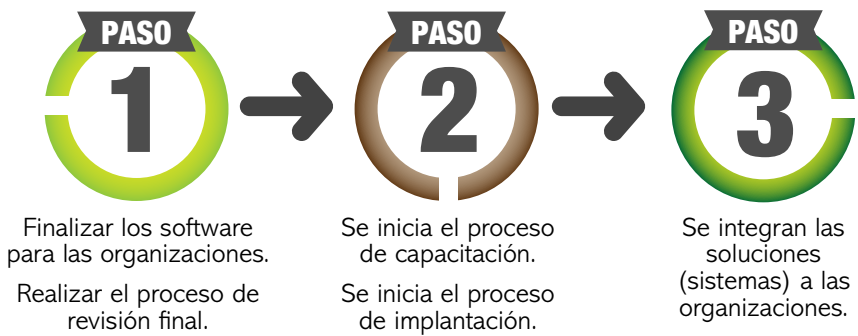 PASO
1
Finalizar los software
para las organizaciones.
Realizar el proceso de
revisión final.
PASO
2
Se inicia el proceso
de capacitación.
Se inicia el proceso
de implantación.
PASO
3
Se integran las
soluciones
(sistemas) a las
organizaciones.